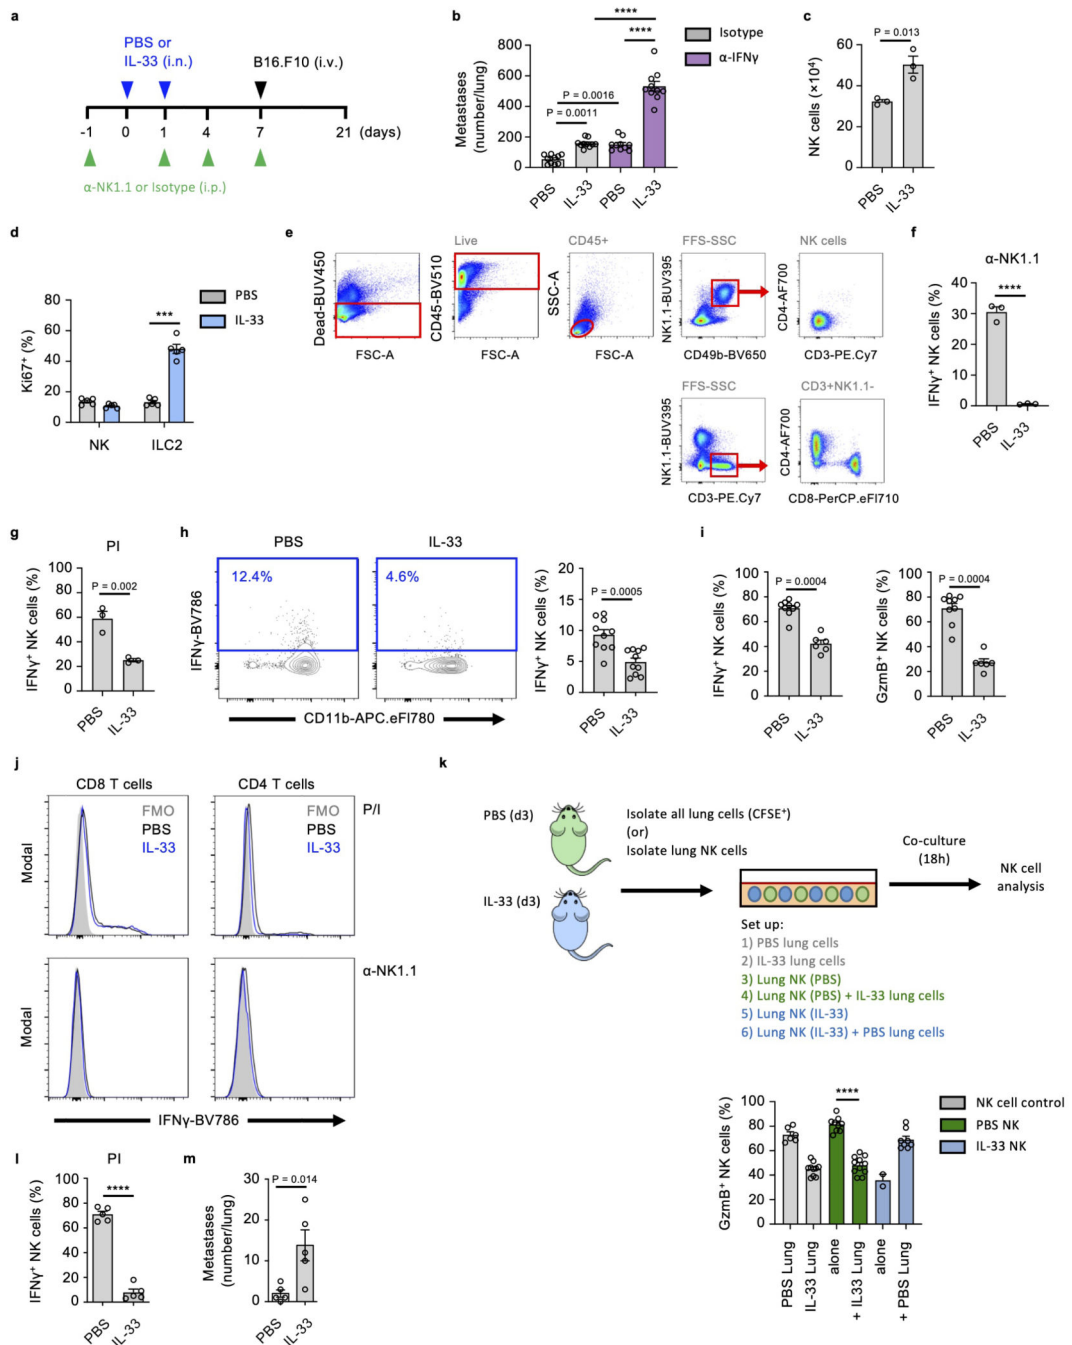 a
PBS or
IL-33 (i.n.)
B16.F10 (i.v.)
-1 0 1 4 7 21 (days)
α-NK1.1 or Isotype (i.p.)
b
Metastases
(number/lung)
800
600
400
200
0
P = 0.0011
P = 0.0016
****
****
PBS
IL-33
PBS
IL-33
Isotype
α-IFNγ
c
NK cells (×10⁴)
60
40
20
0
P = 0.013
PBS
IL-33
d
Ki67⁺ (%)
80
60
40
20
0
***
NK
ILC2
PBS
IL-33
e
Dead-BUV450
FSC-A
Live
CD45-BV510
FSC-A
CD45+
SSC-A
FSC-A
FFS-SSC
NK1.1-BUV395
CD49b-BV650
NK cells
CD4-AF700
CD3-PE.Cy7
FFS-SSC
NK1.1-BUV395
CD3-PE.Cy7
CD3+NK1.1-
CD4-AF700
CD8-PerCP.eFl710
f
α-NK1.1
IFNγ⁺ NK cells (%)
40
30
20
10
0
****
PBS
IL-33
g
PI
IFNγ⁺ NK cells (%)
100
80
60
40
20
0
P = 0.002
PBS
IL-33
h
PBS
IL-33
12.4%
4.6%
IFNγ-BV786
CD11b-APC.eFl780
IFNγ⁺ NK cells (%)
20
15
10
5
0
P = 0.0005
PBS
IL-33
i
IFNγ⁺ NK cells (%)
100
80
60
40
20
0
P = 0.0004
PBS
IL-33
GzmB⁺ NK cells (%)
100
80
60
40
20
0
P = 0.0004
PBS
IL-33
j
CD8 T cells
CD4 T cells
FMO
PBS
IL-33
FMO
PBS
IL-33
P/I
Modal
α-NK1.1
Modal
IFNγ-BV786
k
PBS (d3)
IL-33 (d3)
Isolate all lung cells (CFSE⁺)
(or)
Isolate lung NK cells
Co-culture
(18h)
NK cell
analysis
Set up:
1) PBS lung cells
2) IL-33 lung cells
3) Lung NK (PBS)
4) Lung NK (PBS) + IL-33 lung cells
5) Lung NK (IL-33)
6) Lung NK (IL-33) + PBS lung cells
GzmB⁺ NK cells (%)
100
80
60
40
20
0
****
PBS Lung
IL-33 Lung
alone
+ IL33 Lung
alone
+ PBS Lung
NK cell control
PBS NK
IL-33 NK
l
PI
IFNγ⁺ NK cells (%)
100
80
60
40
20
0
****
PBS
IL-33
m
Metastases
(number/lung)
30
20
10
0
P = 0.014
PBS
IL-33